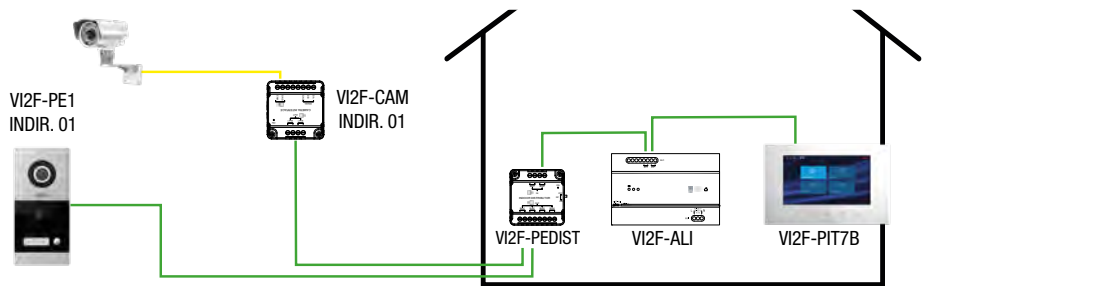 VI2F-PE1
INDIR. 01
VI2F-CAM
INDIR. 01
VI2F-PEDIST
VI2F-ALI
VI2F-PIT7B